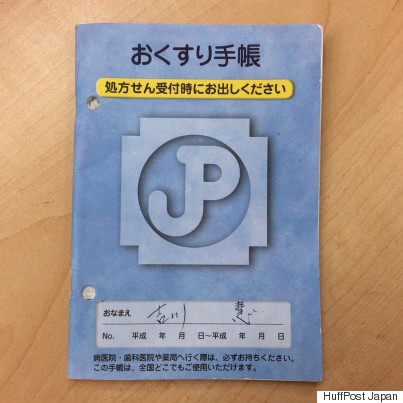 おくすり手帳
処方せん受付時にお出しください
JP
おなまえ 吉川 慧
No. 平成 年 月 日〜平成 年 月 日
病医院・歯科医院や薬局へ行く際は、必ずお持ちください。
この手帳は、全国どこでもご使用いただけます。
HuffPost Japan